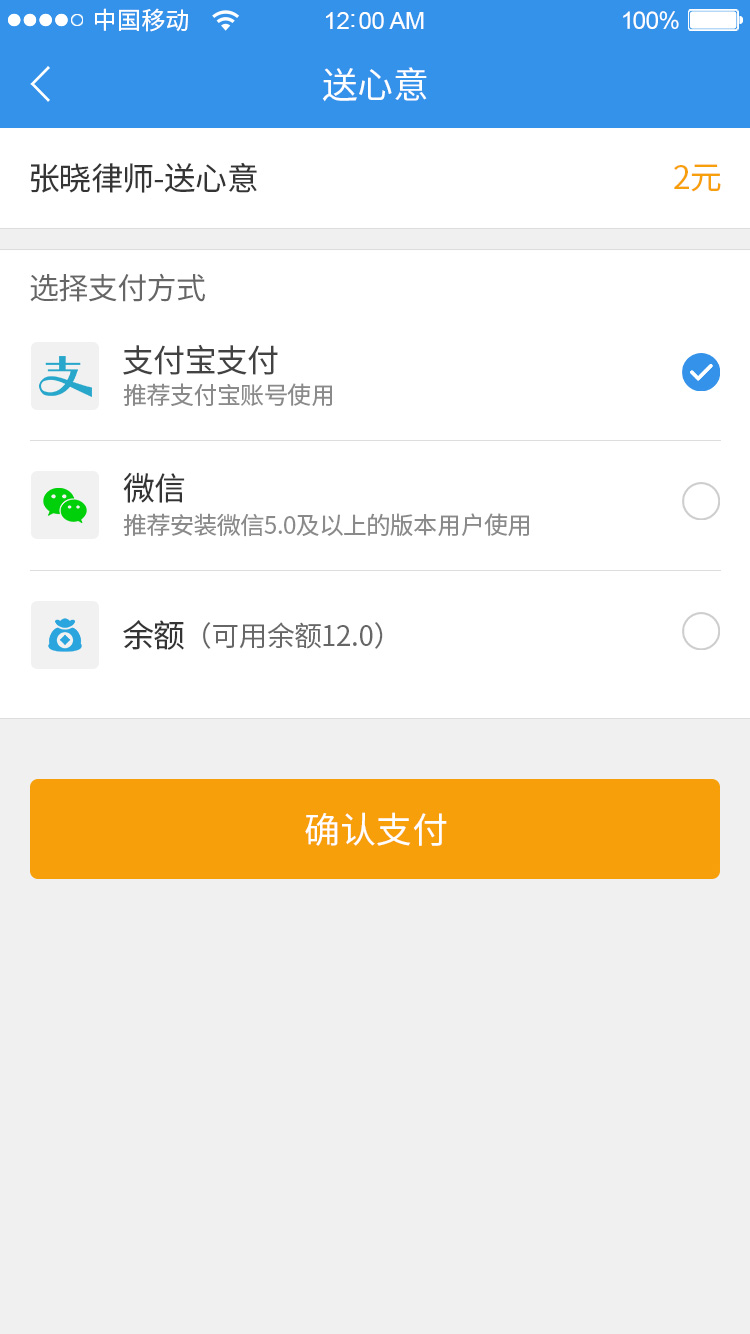 中国移动 12:00 AM 100%
送心意
张晓律师-送心意 2元
选择支付方式
支付宝支付
推荐支付宝账号使用
微信
推荐安装微信5.0及以上的版本用户使用
余额（可用余额12.0）
确认支付